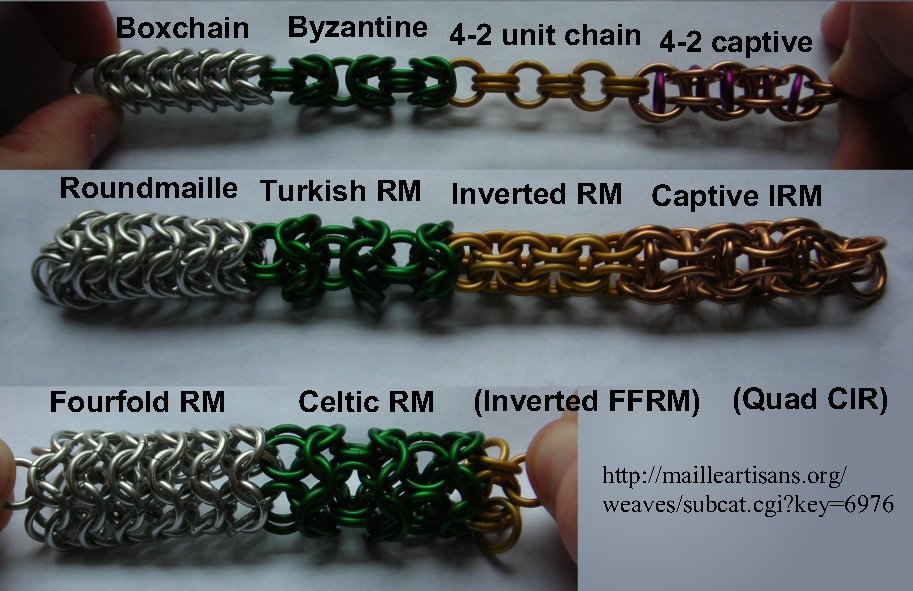 Boxchain Byzantine 4-2 unit chain 4-2 captive
Roundmaille Turkish RM Inverted RM Captive IRM
Fourfold RM Celtic RM (Inverted FFRM) (Quad CIR)
http://mailleartisans.org/
weaves/subcat.cgi?key=6976